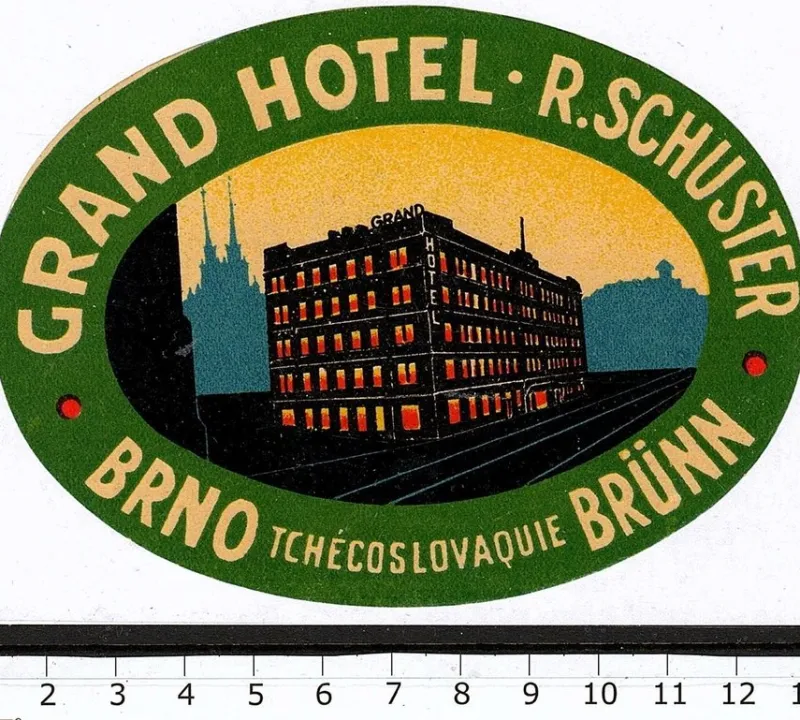 GRAND HOTEL · R. SCHUSTER
GRAND
HOTEL
BRNO TCHÉCOSLOVAQUIE BRÜNN
2 3 4 5 6 7 8 9 10 11 12